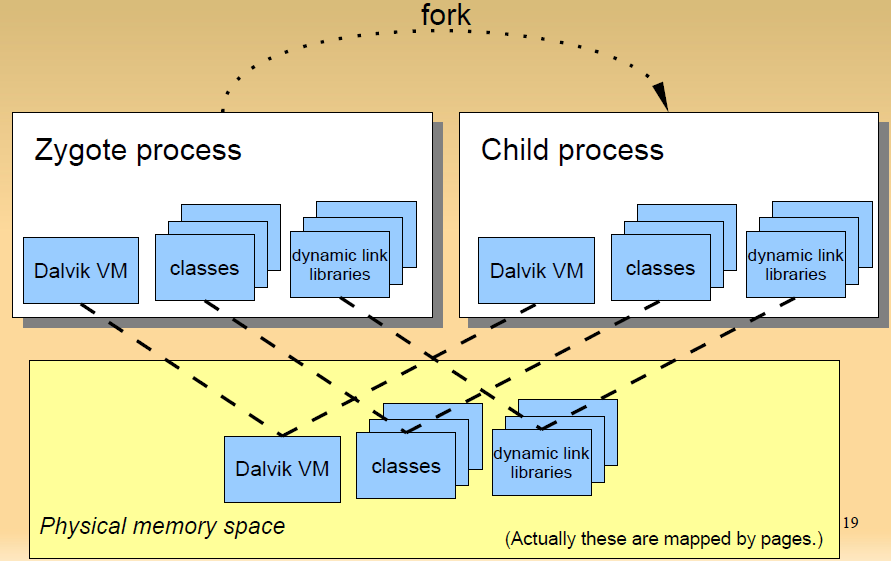 fork
Zygote process
Child process
Dalvik VM
classes
dynamic link
libraries
Dalvik VM
classes
dynamic link
libraries
Dalvik VM
classes
dynamic link
libraries
Physical memory space
(Actually these are mapped by pages.)
19